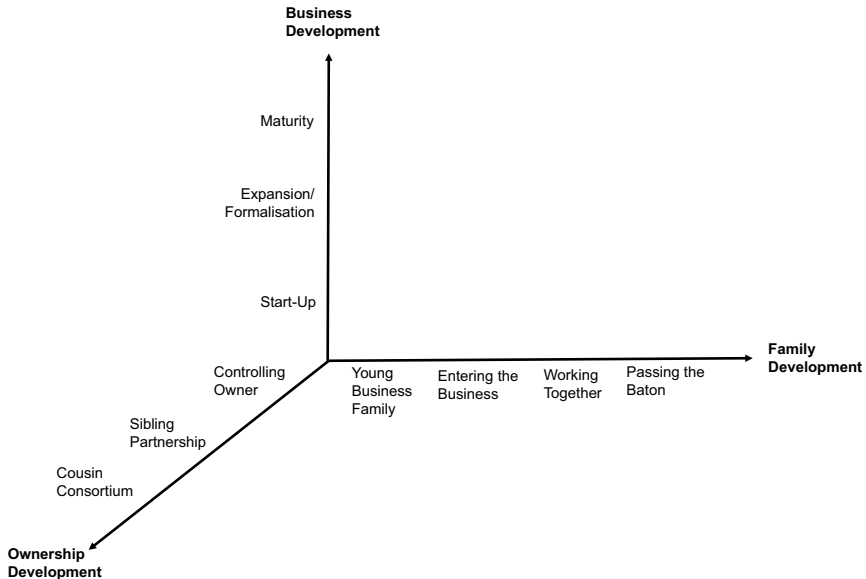 Business
Development
Maturity
Expansion/
Formalisation
Start-Up
Family
Development
Controlling
Owner
Young
Business
Family
Entering the
Business
Working
Together
Passing the
Baton
Sibling
Partnership
Cousin
Consortium
Ownership
Development